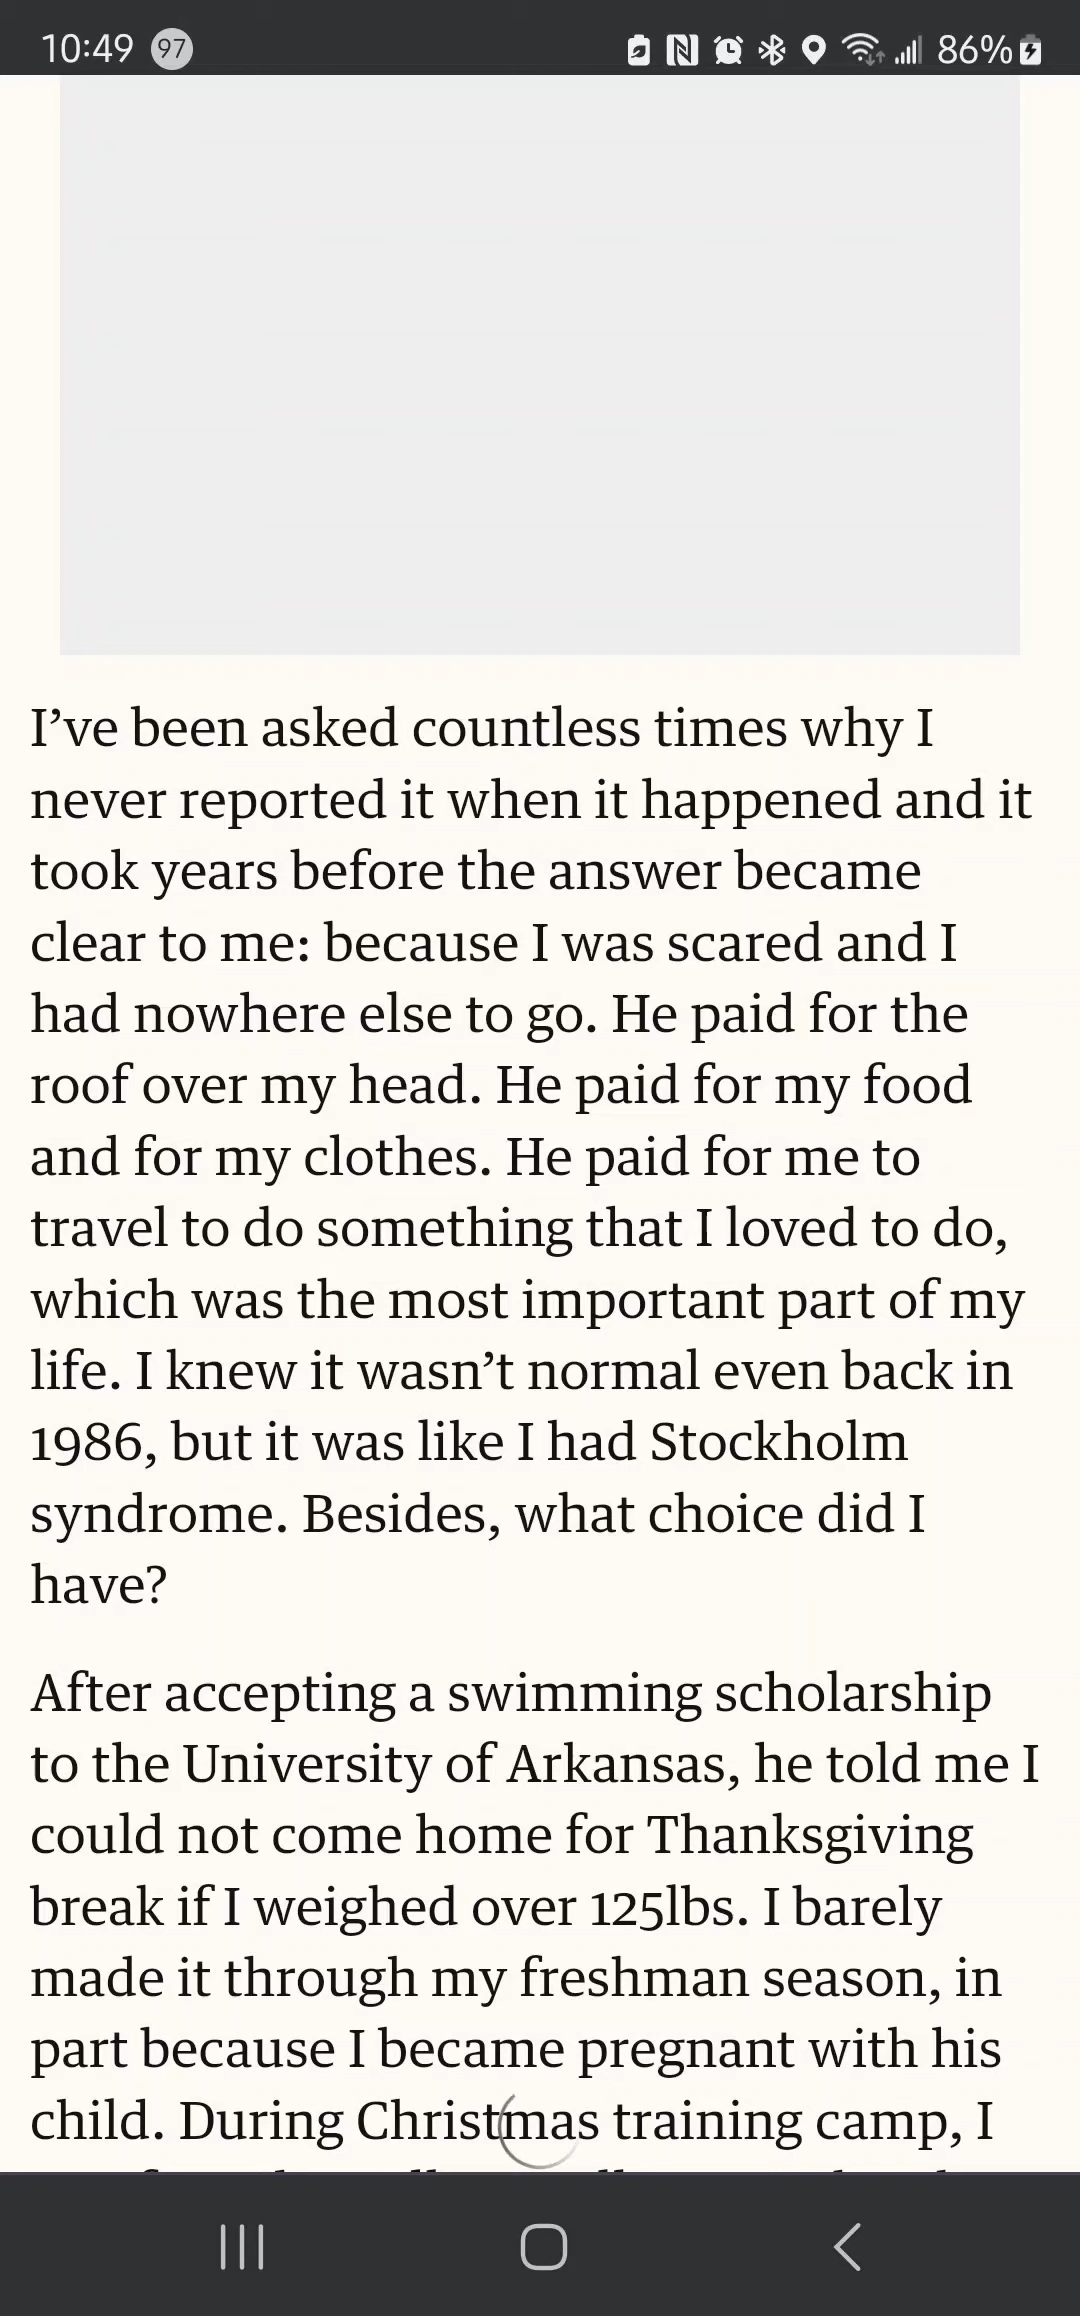 10:49 97 86%
I’ve been asked countless times why I
never reported it when it happened and it
took years before the answer became
clear to me: because I was scared and I
had nowhere else to go. He paid for the
roof over my head. He paid for my food
and for my clothes. He paid for me to
travel to do something that I loved to do,
which was the most important part of my
life. I knew it wasn’t normal even back in
1986, but it was like I had Stockholm
syndrome. Besides, what choice did I
have?
After accepting a swimming scholarship
to the University of Arkansas, he told me I
could not come home for Thanksgiving
break if I weighed over 125lbs. I barely
made it through my freshman season, in
part because I became pregnant with his
child. During Christmas training camp, I